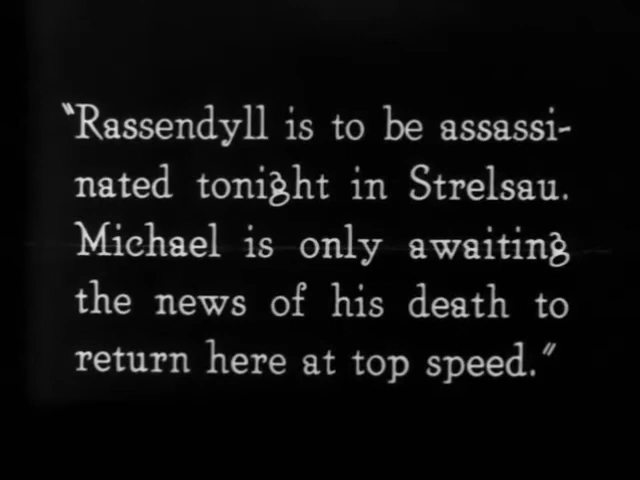 "Rassendyll is to be assassi-
nated tonight in Strelsau.
Michael is only awaiting
the news of his death to
return here at top speed."